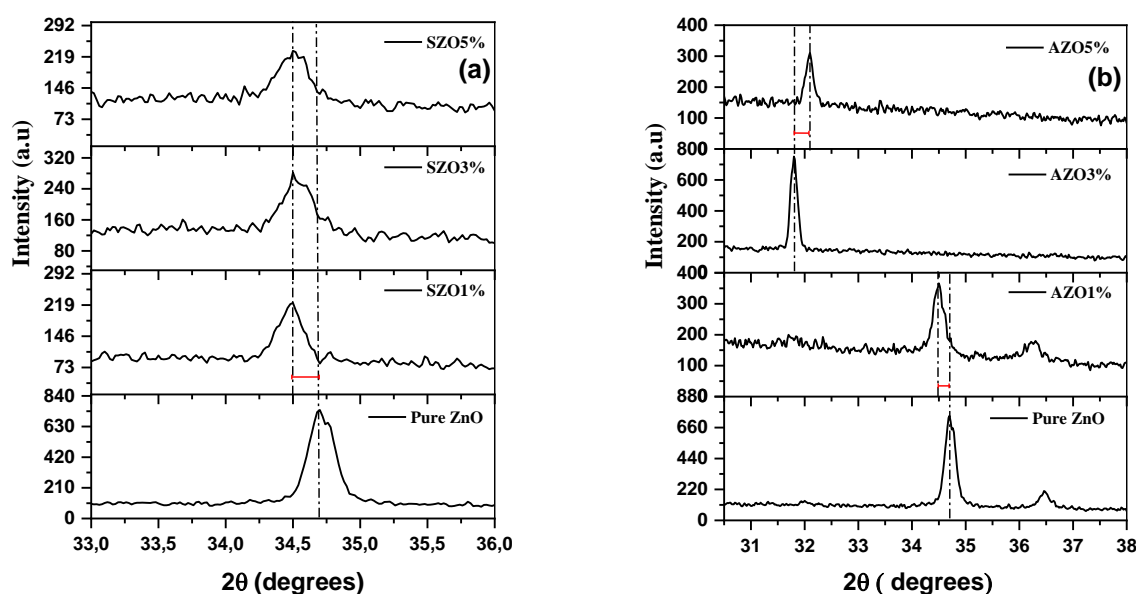 292
219
146
73
SZO5%
(a)
320
240
160
80
SZO3%
292
219
146
73
SZO1%
840
630
420
210
0
Pure ZnO
Intensity (a.u)
33,0 33,5 34,0 34,5 35,0 35,5 36,0
2θ (degrees)
400
300
200
100
AZO5%
(b)
800
600
400
200
AZO3%
400
300
200
100
AZO1%
880
660
440
220
0
Pure ZnO
Intensity (a.u)
31 32 33 34 35 36 37 38
2θ ( degrees)